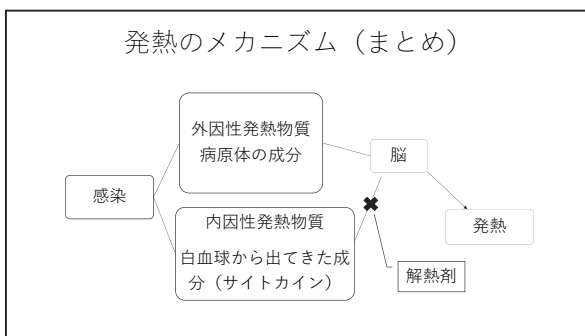 発熱のメカニズム（まとめ）
感染
外因性発熱物質
病原体の成分
内因性発熱物質
白血球から出てきた成
分（サイトカイン）
脳
解熱剤
発熱